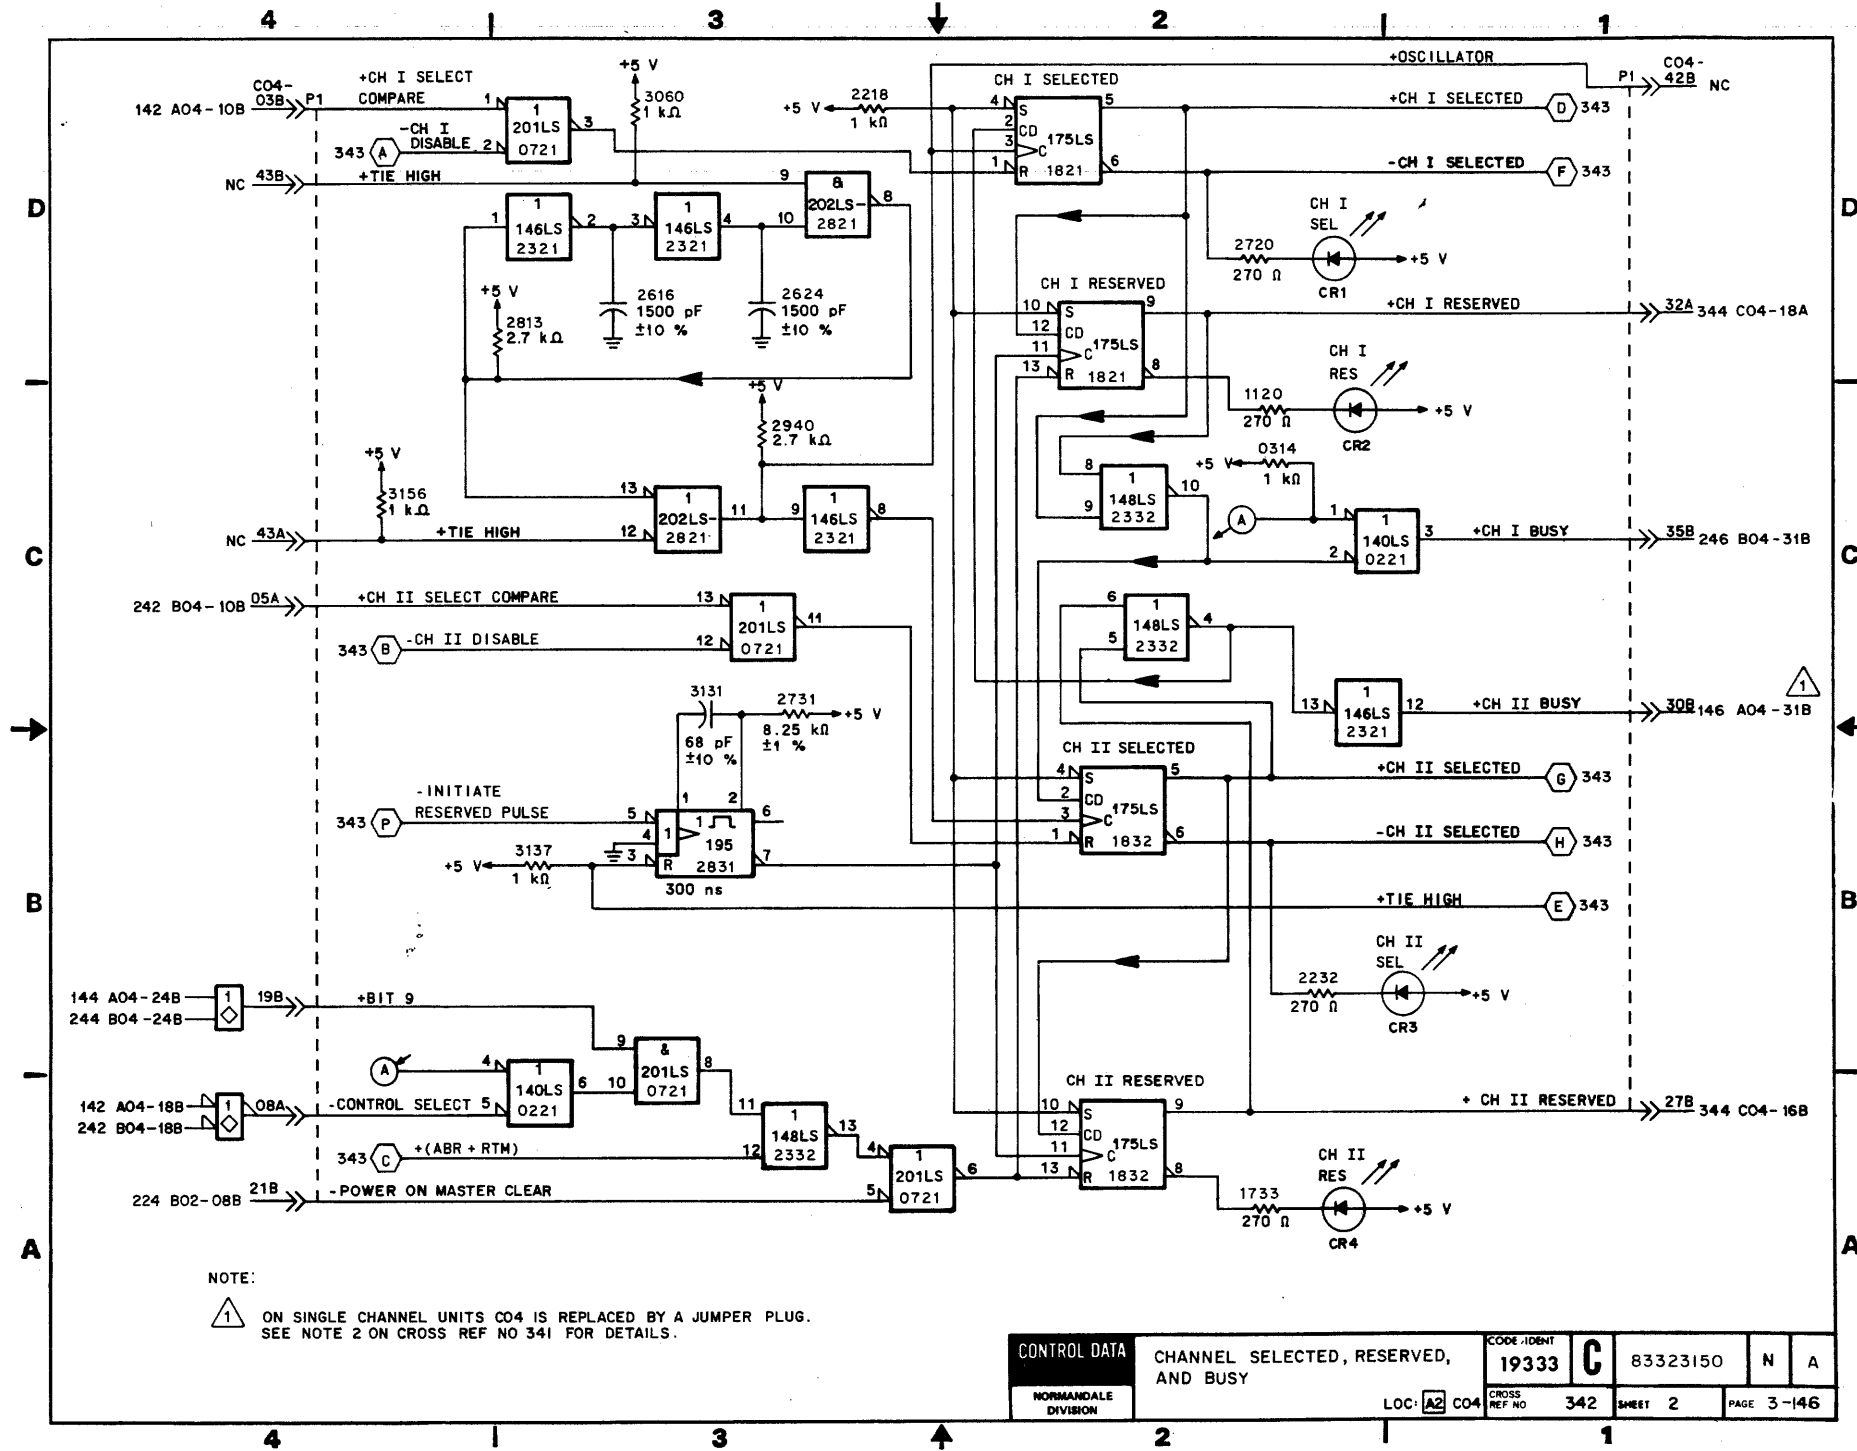 4 3 2 1
+OSCILLATOR
C04-
42B
P1
NC
+CH I SELECT
COMPARE
C04-
03B
P1
142 A04-10B
1
1
201LS
0721
3
-CH I
DISABLE
2
343 A
+5 V
3060
1 kΩ
NC 43B
+TIE HIGH
9
&
202LS
2821
8
10
1
1
146LS
2321
2
3
1
146LS
2321
4
+5 V
2813
2.7 kΩ
2616
1500 pF
±10 %
2624
1500 pF
±10 %
+5 V
2218
1 kΩ
CH I SELECTED
4 S
2 CD
3 C
1 R
175LS
1821
5
6
+CH I SELECTED
D 343
-CH I SELECTED
F 343
CH I
SEL
2720
270 Ω
+5 V
CR1
CH I RESERVED
10 S
12 CD
11 C
13 R
175LS
1821
9
8
+CH I RESERVED
32A 344 C04-18A
CH I
RES
1120
270 Ω
+5 V
CR2
+5 V
2940
2.7 kΩ
+5 V
3156
1 kΩ
NC 43A
+TIE HIGH
13
12
1
202LS
2821
11
9
1
146LS
2321
8
8
9
1
148LS
2332
10
+5 V
0314
1 kΩ
A
1
2
1
140LS
0221
3
+CH I BUSY
35B 246 B04-31B
242 B04-10B 05A
+CH II SELECT COMPARE
13
1
201LS
0721
11
343 B
-CH II DISABLE
12
6
5
1
148LS
2332
4
13
1
146LS
2321
12
+CH II BUSY
30B 146 A04-31B
1
3131
68 pF
±10 %
2731
8.25 kΩ
±1 %
+5 V
-INITIATE
RESERVED PULSE
343 P
1 2
5
4
3
1
R
1
195
2831
6
7
300 ns
+5 V
3137
1 kΩ
CH II SELECTED
4 S
2 CD
3 C
1 R
175LS
1832
5
6
+CH II SELECTED
G 343
-CH II SELECTED
H 343
+TIE HIGH
E 343
CH II
SEL
2232
270 Ω
+5 V
CR3
144 A04-24B
244 B04-24B
1
19B
+BIT 9
9
10
&
201LS
0721
8
A
4
5
1
140LS
0221
6
142 A04-18B
242 B04-18B
1
08A
-CONTROL SELECT
11
12
1
148LS
2332
13
343 C
+(ABR + RTM)
4
5
1
201LS
0721
6
224 B02-08B 21B
-POWER ON MASTER CLEAR
CH II RESERVED
10 S
12 CD
11 C
13 R
175LS
1832
9
8
+ CH II RESERVED
27B 344 C04-16B
CH II
RES
1733
270 Ω
+5 V
CR4
D D
C C
B B
A A
NOTE:
1 ON SINGLE CHANNEL UNITS C04 IS REPLACED BY A JUMPER PLUG.
SEE NOTE 2 ON CROSS REF NO 341 FOR DETAILS.
CONTROL DATA
NORMANDALE
DIVISION
CHANNEL SELECTED, RESERVED,
AND BUSY
LOC: A2 C04
CODE IDENT
19333
C
83323150
N
A
CROSS
REF NO
342
SHEET 2
PAGE 3-146
4 3 2 1